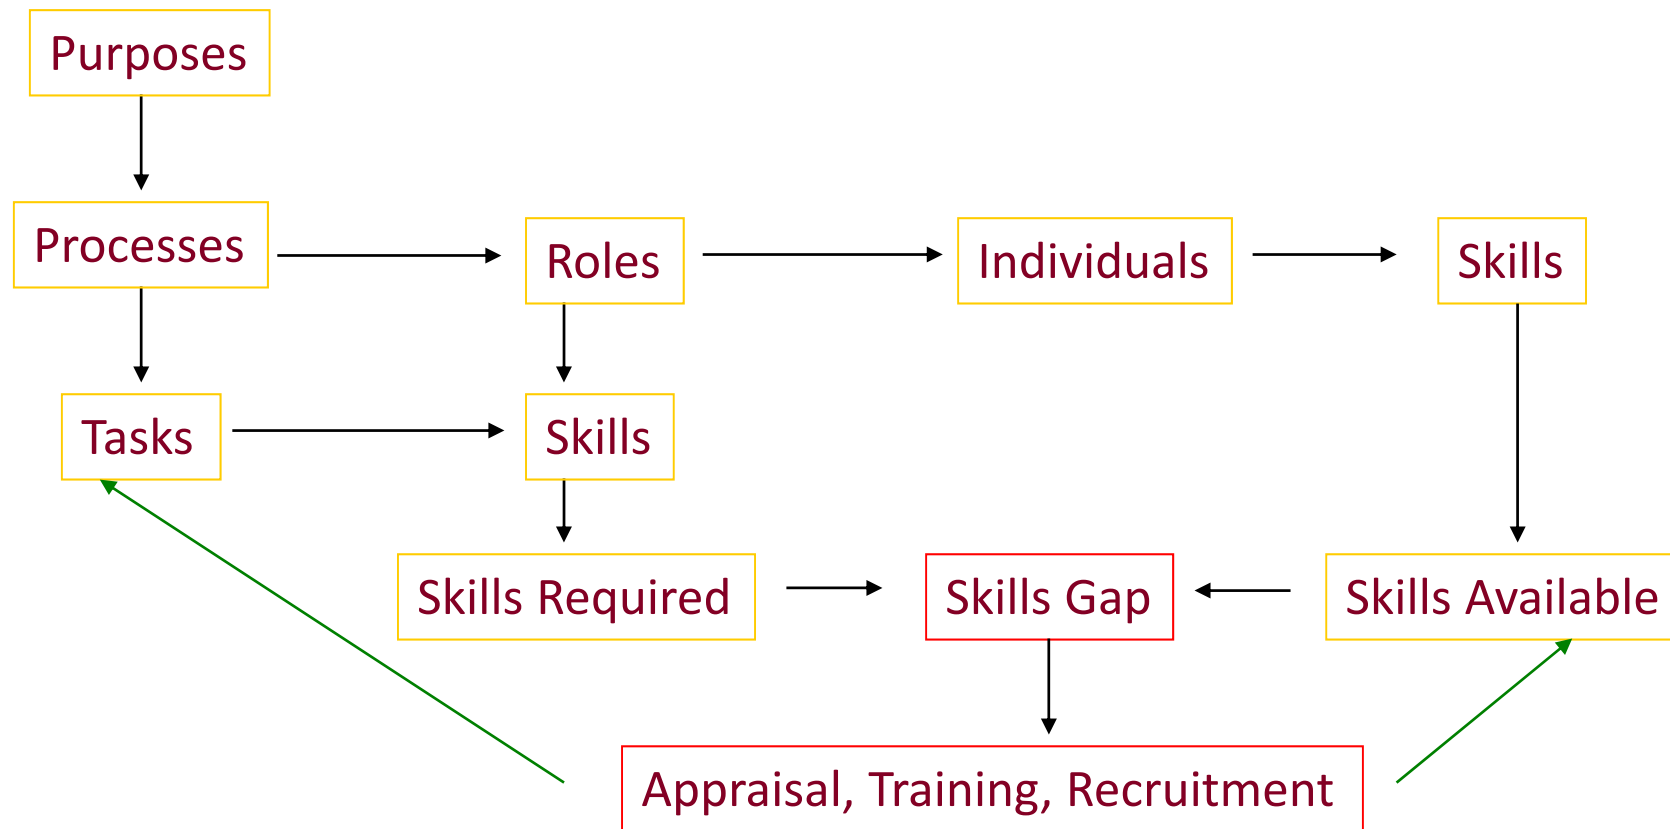 Purposes
Processes
Roles
Individuals
Skills
Tasks
Skills
Skills Required
Skills Gap
Skills Available
Appraisal, Training, Recruitment